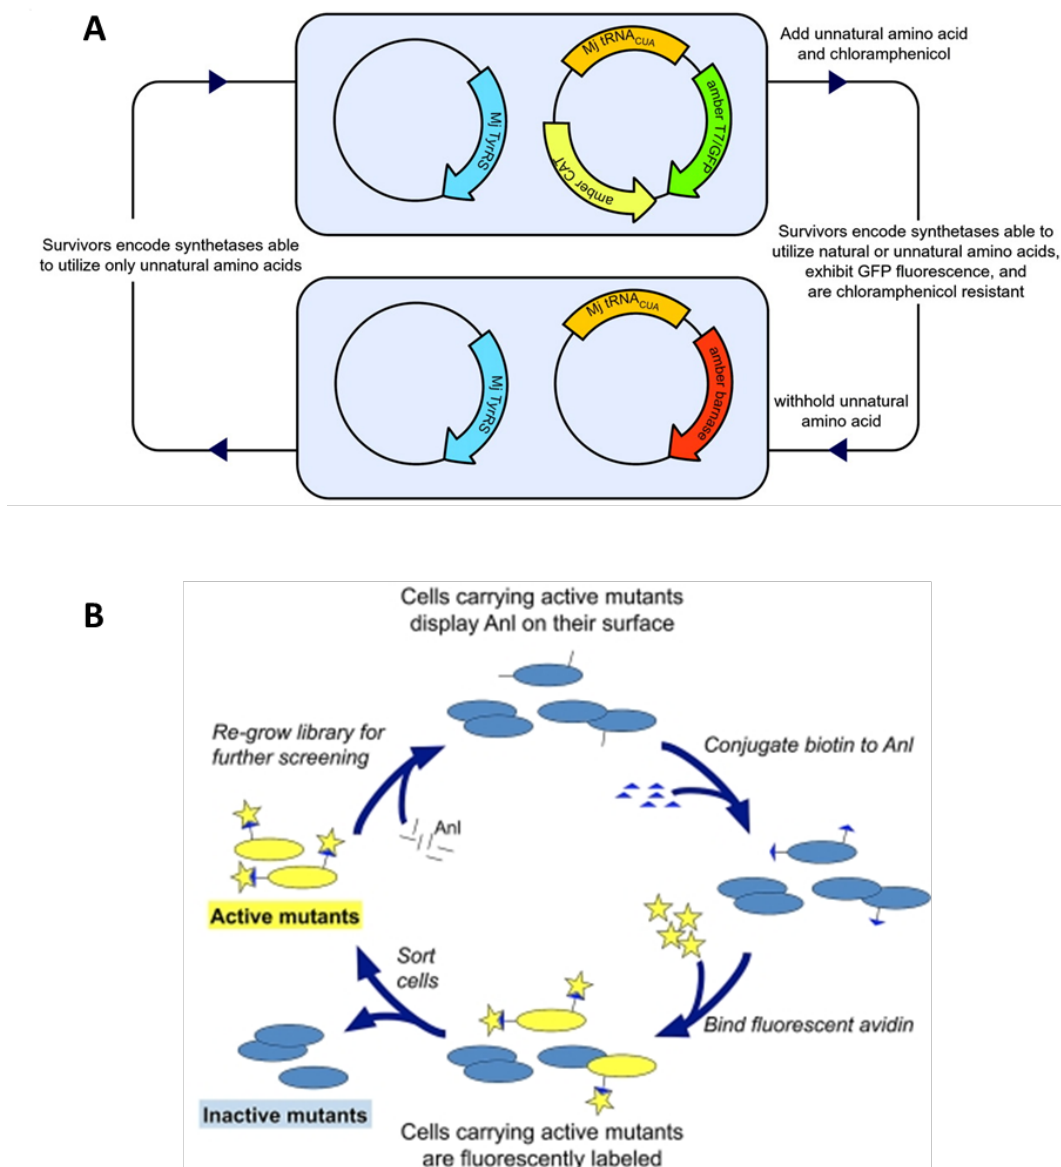 A
Mj tRNACUA
Mj TyrRS
amber T7/GFP
amber CAT
Add unnatural amino acid
and chloramphenicol
Survivors encode synthetases able
to utilize only unnatural amino acids
Survivors encode synthetases able to
utilize natural or unnatural amino acids,
exhibit GFP fluorescence, and
are chloramphenicol resistant
Mj tRNACUA
Mj TyrRS
amber barnase
withhold unnatural
amino acid
B
Cells carrying active mutants
display Anl on their surface
Re-grow library for
further screening
Conjugate biotin to Anl
Anl
Active mutants
Sort
cells
Bind fluorescent avidin
Inactive mutants
Cells carrying active mutants
are fluorescently labeled